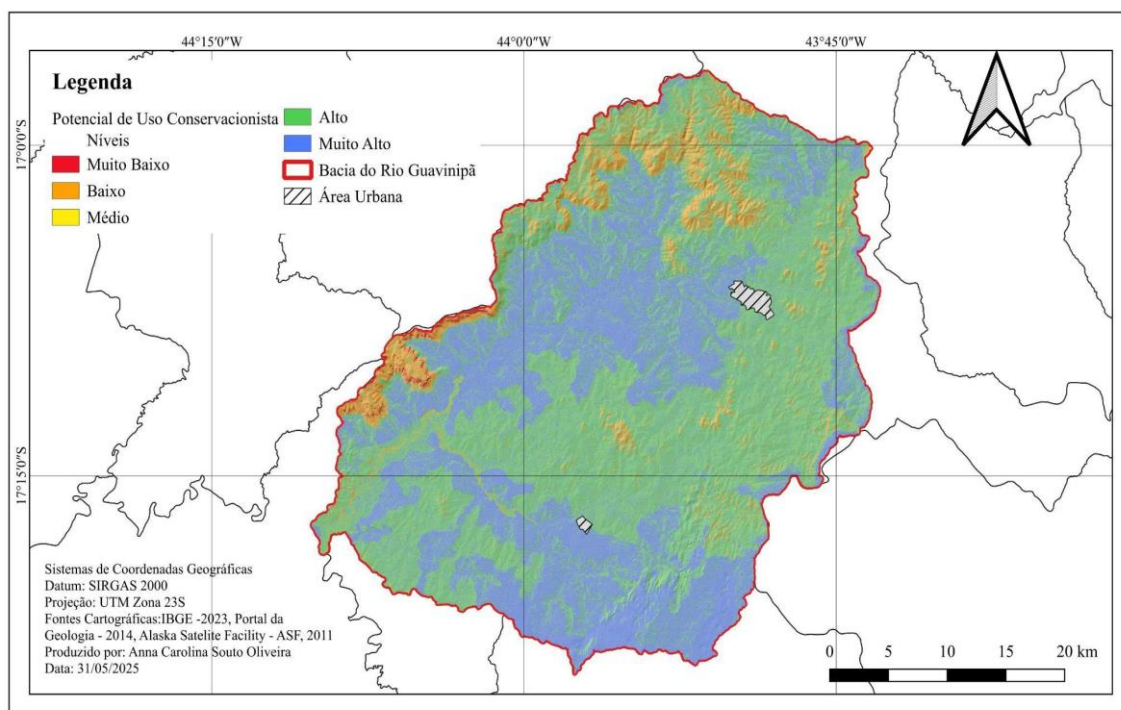 44°15'0"W
44°0'0"W
43°45'0"W
17°0'0"S
17°15'0"S
Legenda
Potencial de Uso Conservacionista
Níveis
Muito Baixo
Baixo
Médio
Alto
Muito Alto
Bacia do Rio Guavinipã
Área Urbana
Sistemas de Coordenadas Geográficas
Datum: SIRGAS 2000
Projeção: UTM Zona 23S
Fontes Cartográficas:IBGE -2023, Portal da
Geologia - 2014, Alaska Satelite Facility - ASF, 2011
Produzido por: Anna Carolina Souto Oliveira
Data: 31/05/2025
0 5 10 15 20 km